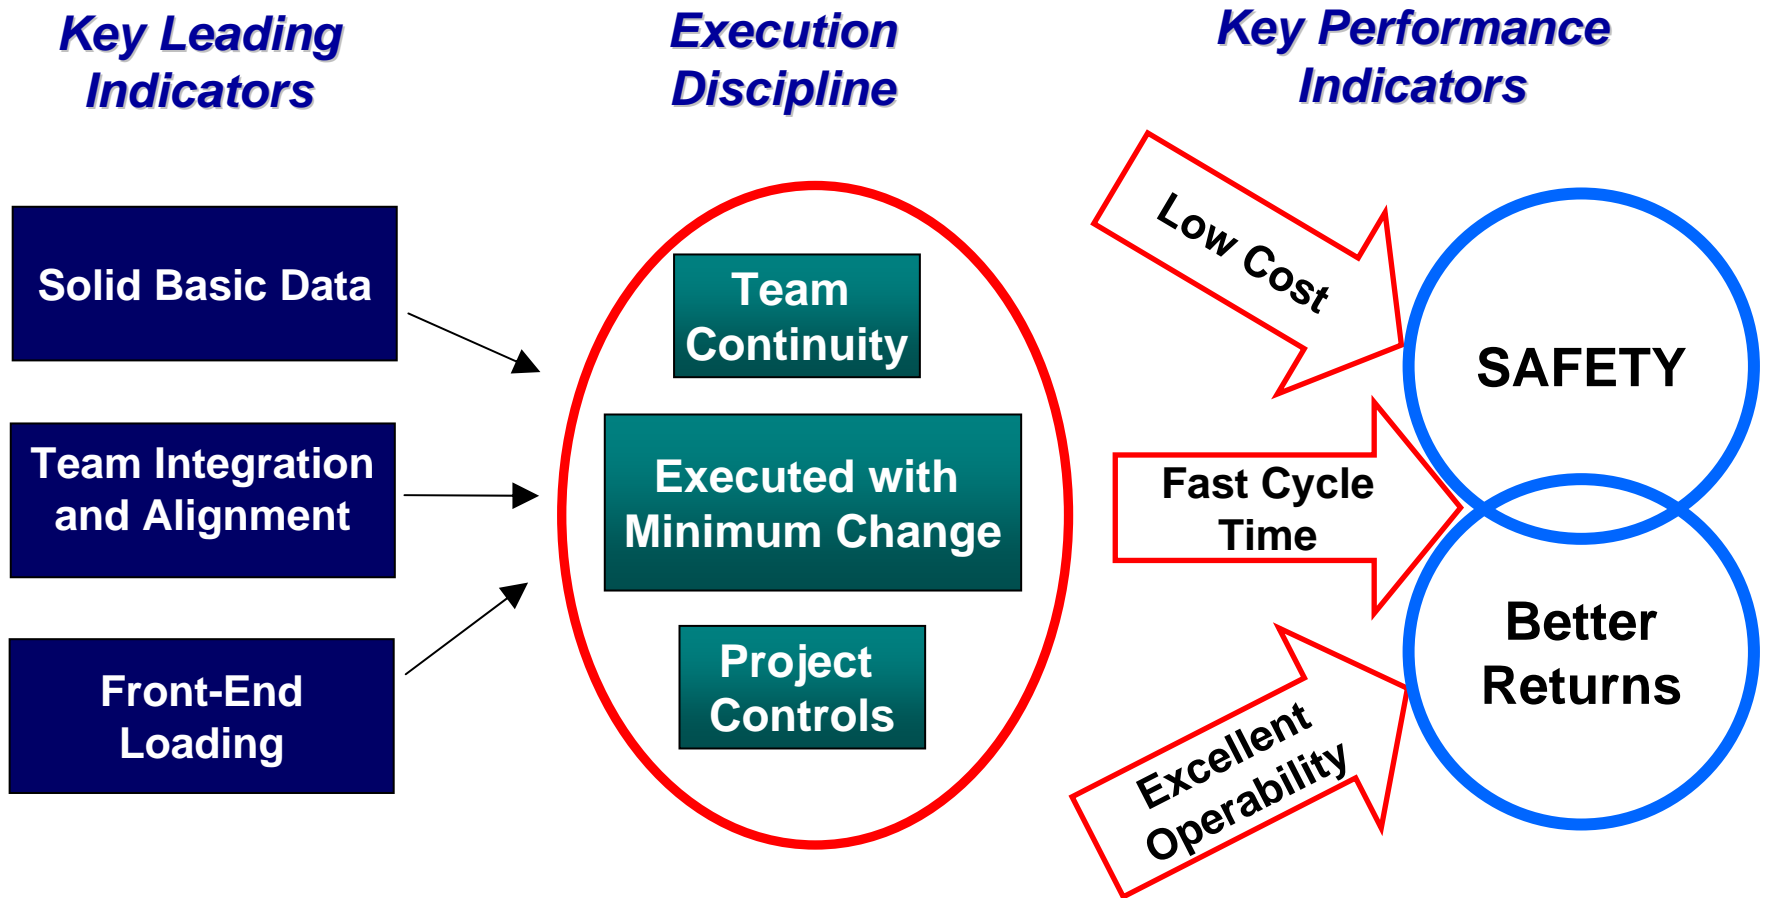 Key Leading
Indicators
Execution
Discipline
Key Performance
Indicators
Solid Basic Data
Team Integration
and Alignment
Front-End
Loading
Team
Continuity
Executed with
Minimum Change
Project
Controls
Low Cost
Fast Cycle
Time
Excellent
Operability
SAFETY
Better
Returns